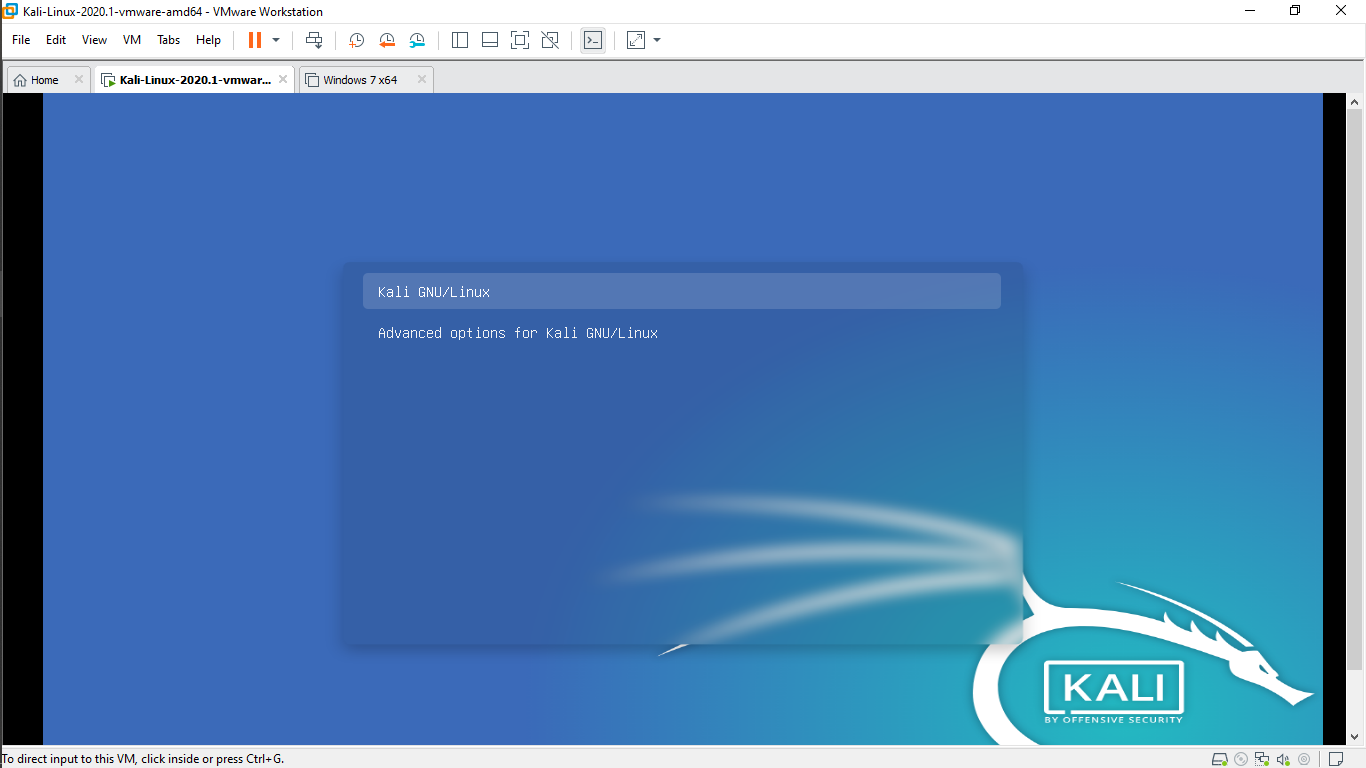 Kali-Linux-2020.1-vmware-amd64 - VMware Workstation
File Edit View VM Tabs Help
Home Kali-Linux-2020.1-vmwar... Windows 7 x64
Kali GNU/Linux
Advanced options for Kali GNU/Linux
KALI
BY OFFENSIVE SECURITY
To direct input to this VM, click inside or press Ctrl+G.